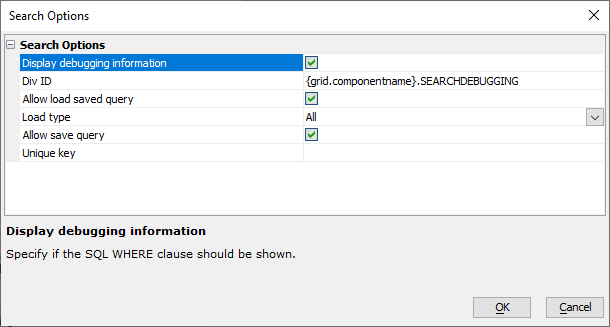 Search Options
Search Options
Display debugging information
Div ID {grid.componentname}.SEARCHDEBUGGING
Allow load saved query
Load type All
Allow save query
Unique key
Display debugging information
Specify if the SQL WHERE clause should be shown.
OK Cancel